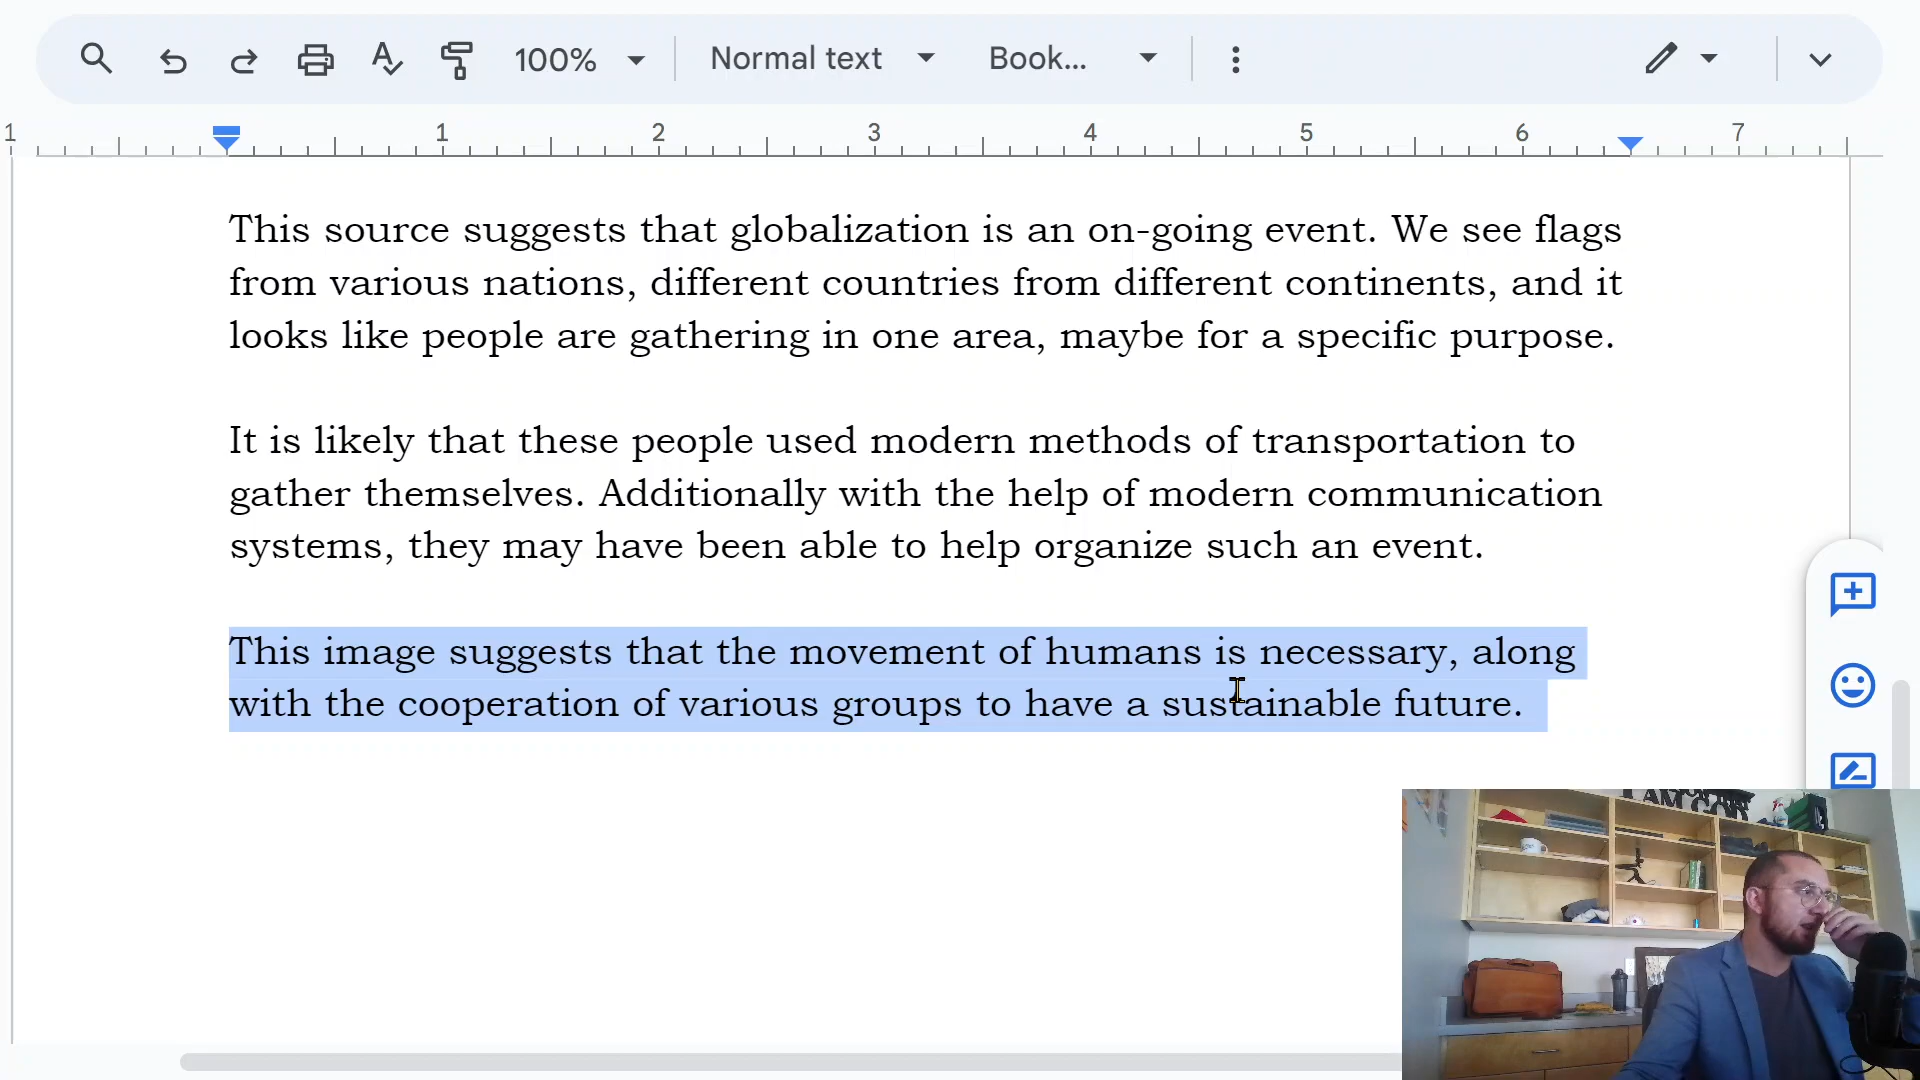 100%
Normal text
Book...
1 1 2 3 4 5 6 7
This source suggests that globalization is an on-going event. We see flags
from various nations, different countries from different continents, and it
looks like people are gathering in one area, maybe for a specific purpose.
It is likely that these people used modern methods of transportation to
gather themselves. Additionally with the help of modern communication
systems, they may have been able to help organize such an event.
This image suggests that the movement of humans is necessary, along
with the cooperation of various groups to have a sustainable future.
I AM GOD